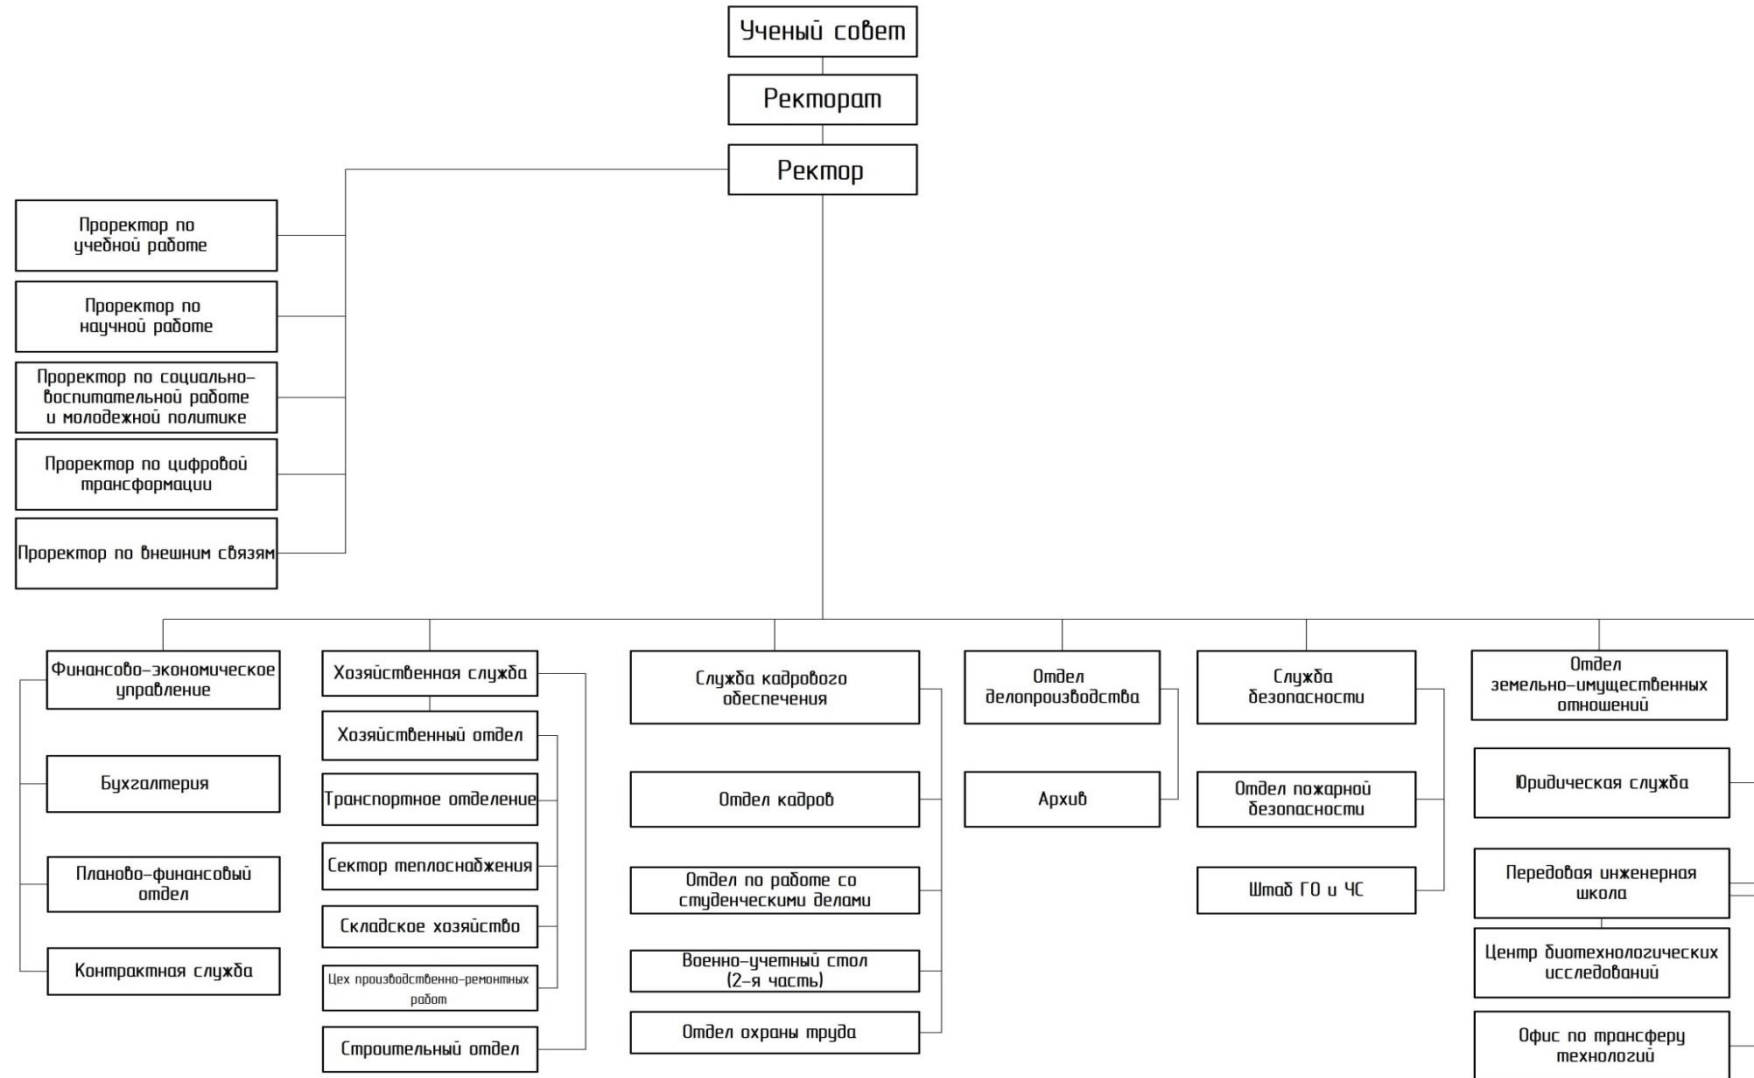 Ученый совет
Ректорат
Ректор
Проректор по
учебной работе
Проректор по
научной работе
Проректор по социально-
воспитательной работе
и молодежной политике
Проректор по цифровой
трансформации
Проректор по внешним связям
Финансово-экономическое
управление
Бухгалтерия
Планово-финансовый
отдел
Контрактная служба
Хозяйственная служба
Хозяйственный отдел
Транспортное отделение
Сектор теплоснабжения
Складское хозяйство
Цех производственно-ремонтных
работ
Строительный отдел
Служба кадрового
обеспечения
Отдел кадров
Отдел по работе со
студенческими делами
Военно-учетный стол
(2-я часть)
Отдел охраны труда
Отдел
делопроизводства
Архив
Служба
безопасности
Отдел пожарной
безопасности
Штаб ГО и ЧС
Отдел
земельно-имущественных
отношений
Юридическая служба
Передовая инженерная
школа
Центр биотехнологических
исследований
Офис по трансферу
технологий